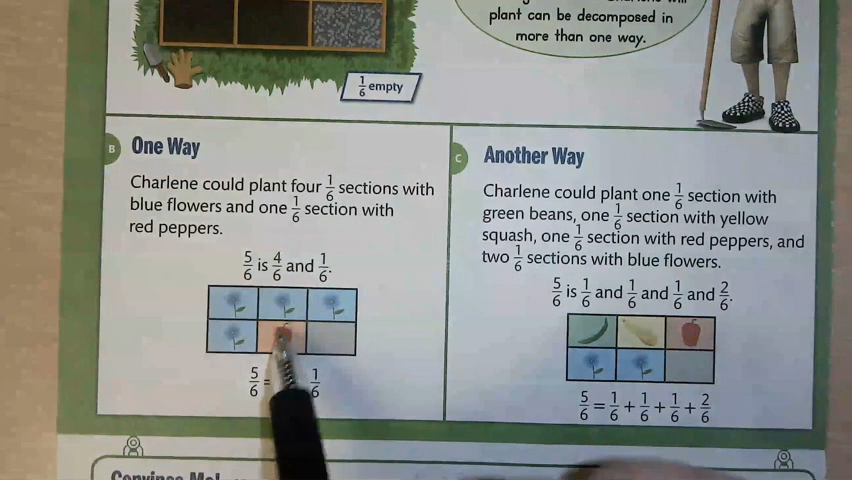 plant can be decomposed in
more than one way.
1/6 empty
B One Way
Charlene could plant four 1/6 sections with
blue flowers and one 1/6 section with
red peppers.
5/6 is 4/6 and 1/6.
5/6 = 1/6
C Another Way
Charlene could plant one 1/6 section with
green beans, one 1/6 section with yellow
squash, one 1/6 section with red peppers, and
two 1/6 sections with blue flowers.
5/6 is 1/6 and 1/6 and 1/6 and 2/6.
5/6 = 1/6 + 1/6 + 1/6 + 2/6
Convince Me!